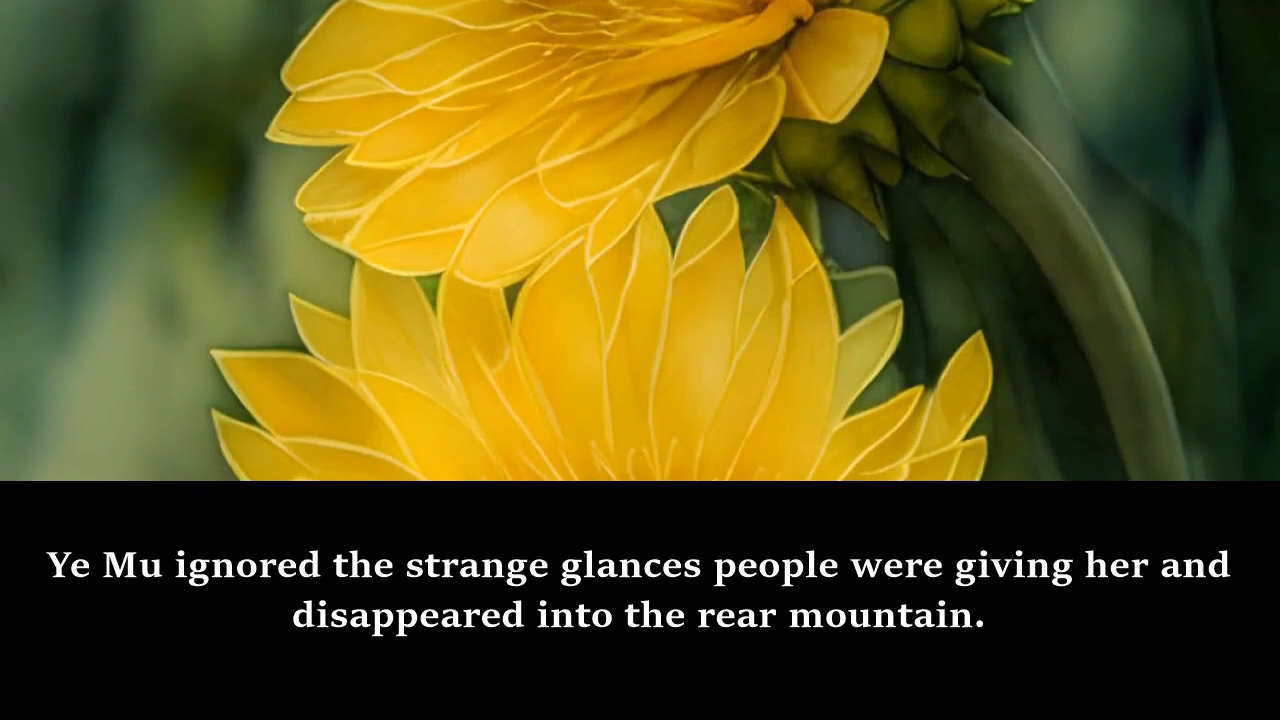 Ye Mu ignored the strange glances people were giving her and
disappeared into the rear mountain.